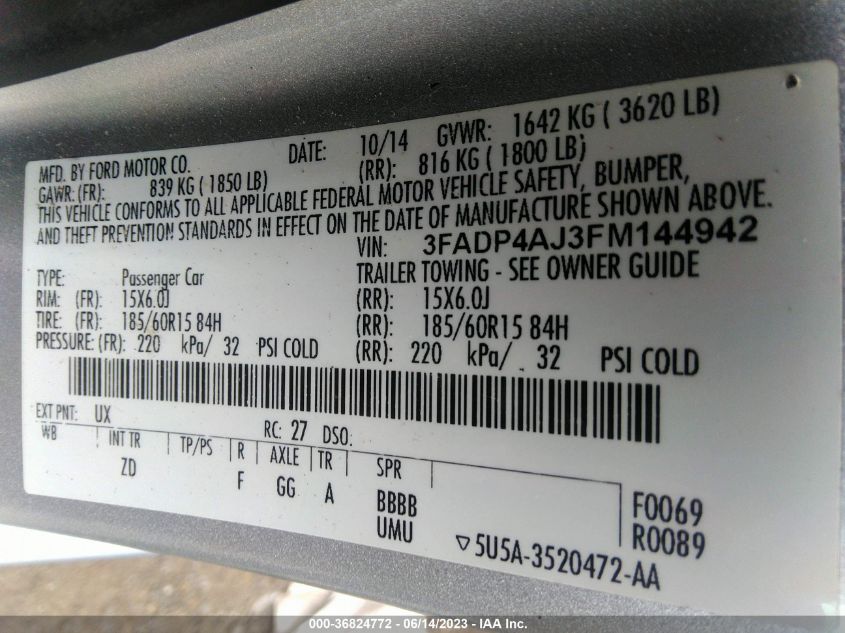 MFD. BY FORD MOTOR CO. DATE: 10/14 GVWR: 1642 KG ( 3620 LB)
GAWR: (FR): 839 KG ( 1850 LB) (RR): 816 KG ( 1800 LB)
THIS VEHICLE CONFORMS TO ALL APPLICABLE FEDERAL MOTOR VEHICLE SAFETY, BUMPER,
AND THEFT PREVENTION STANDARDS IN EFFECT ON THE DATE OF MANUFACTURE SHOWN ABOVE.
VIN: 3FADP4AJ3FM144942
TYPE: Passenger Car TRAILER TOWING - SEE OWNER GUIDE
RIM: (FR): 15X6.0J (RR): 15X6.0J
TIRE: (FR): 185/60R15 84H (RR): 185/60R15 84H
PRESSURE: (FR): 220 kPa/ 32 PSI COLD (RR): 220 kPa/ 32 PSI COLD
EXT PNT: UX RC: 27 DSO:
WB INT TR TP/PS R AXLE TR SPR
ZD F GG A BBBB F0069
UMU R0089
▽5U5A-3520472-AA
000-36824772 - 06/14/2023 - IAAI.com